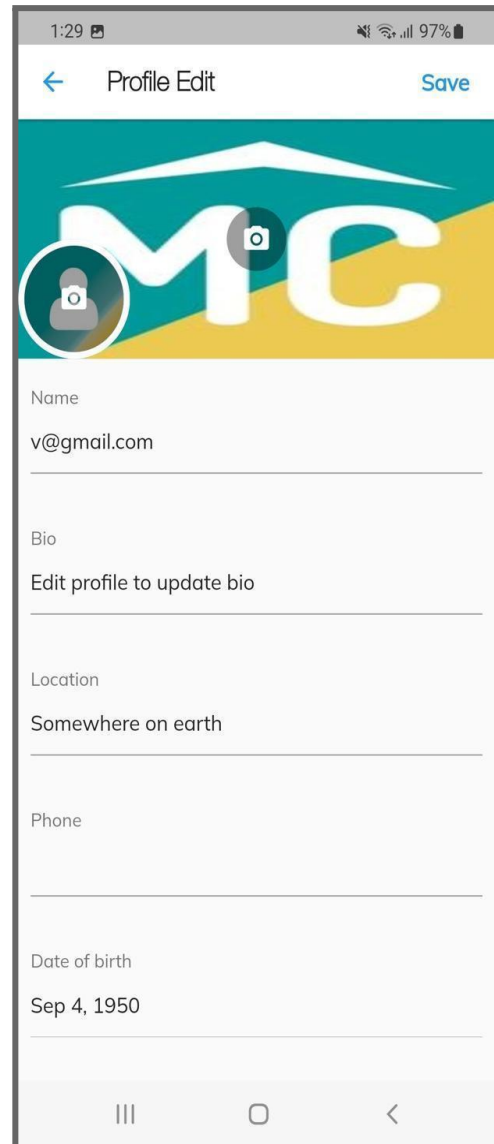 1:29
97%
Profile Edit
Save
MC
Name
v@gmail.com
Bio
Edit profile to update bio
Location
Somewhere on earth
Phone
Date of birth
Sep 4, 1950